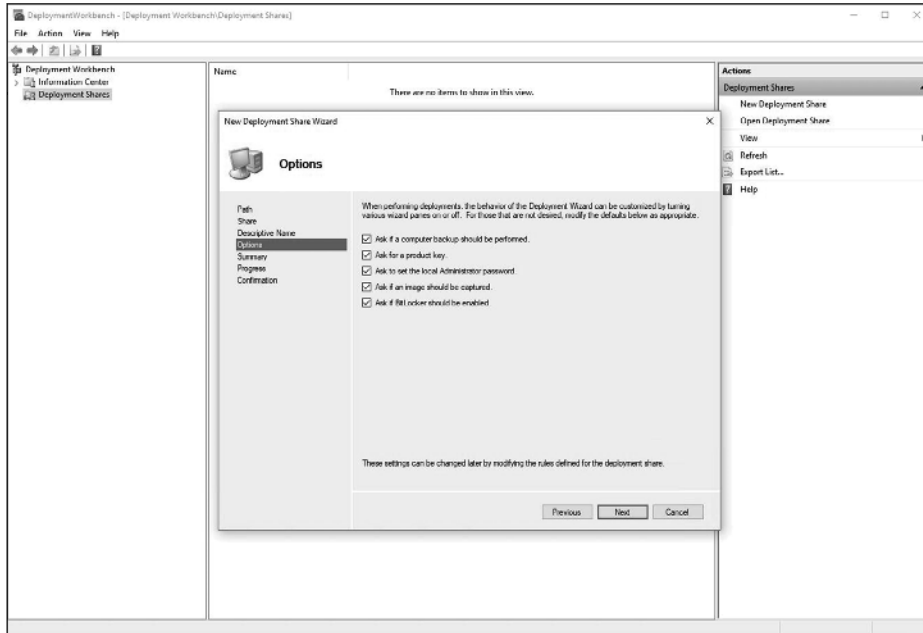 DeploymentWorkbench - [Deployment Workbench\Deployment Shares]
File Action View Help
Deployment Workbench
Information Center
Deployment Shares
Name
There are no items to show in this view.
Actions
Deployment Shares
New Deployment Share
Open Deployment Share
View
Refresh
Export List...
Help
New Deployment Share Wizard
Options
Path
Share
Descriptive Name
Options
Summary
Progress
Confirmation
When performing deployments, the behavior of the Deployment Wizard can be customized by turning
various wizard panes on or off. For those that are not desired, modify the defaults below as appropriate.
Ask if a computer backup should be performed.
Ask for a product key.
Ask to set the local Administrator password.
Ask if an image should be captured.
Ask if BitLocker should be enabled.
These settings can be changed later by modifying the rules defined for the deployment share.
Previous Next Cancel